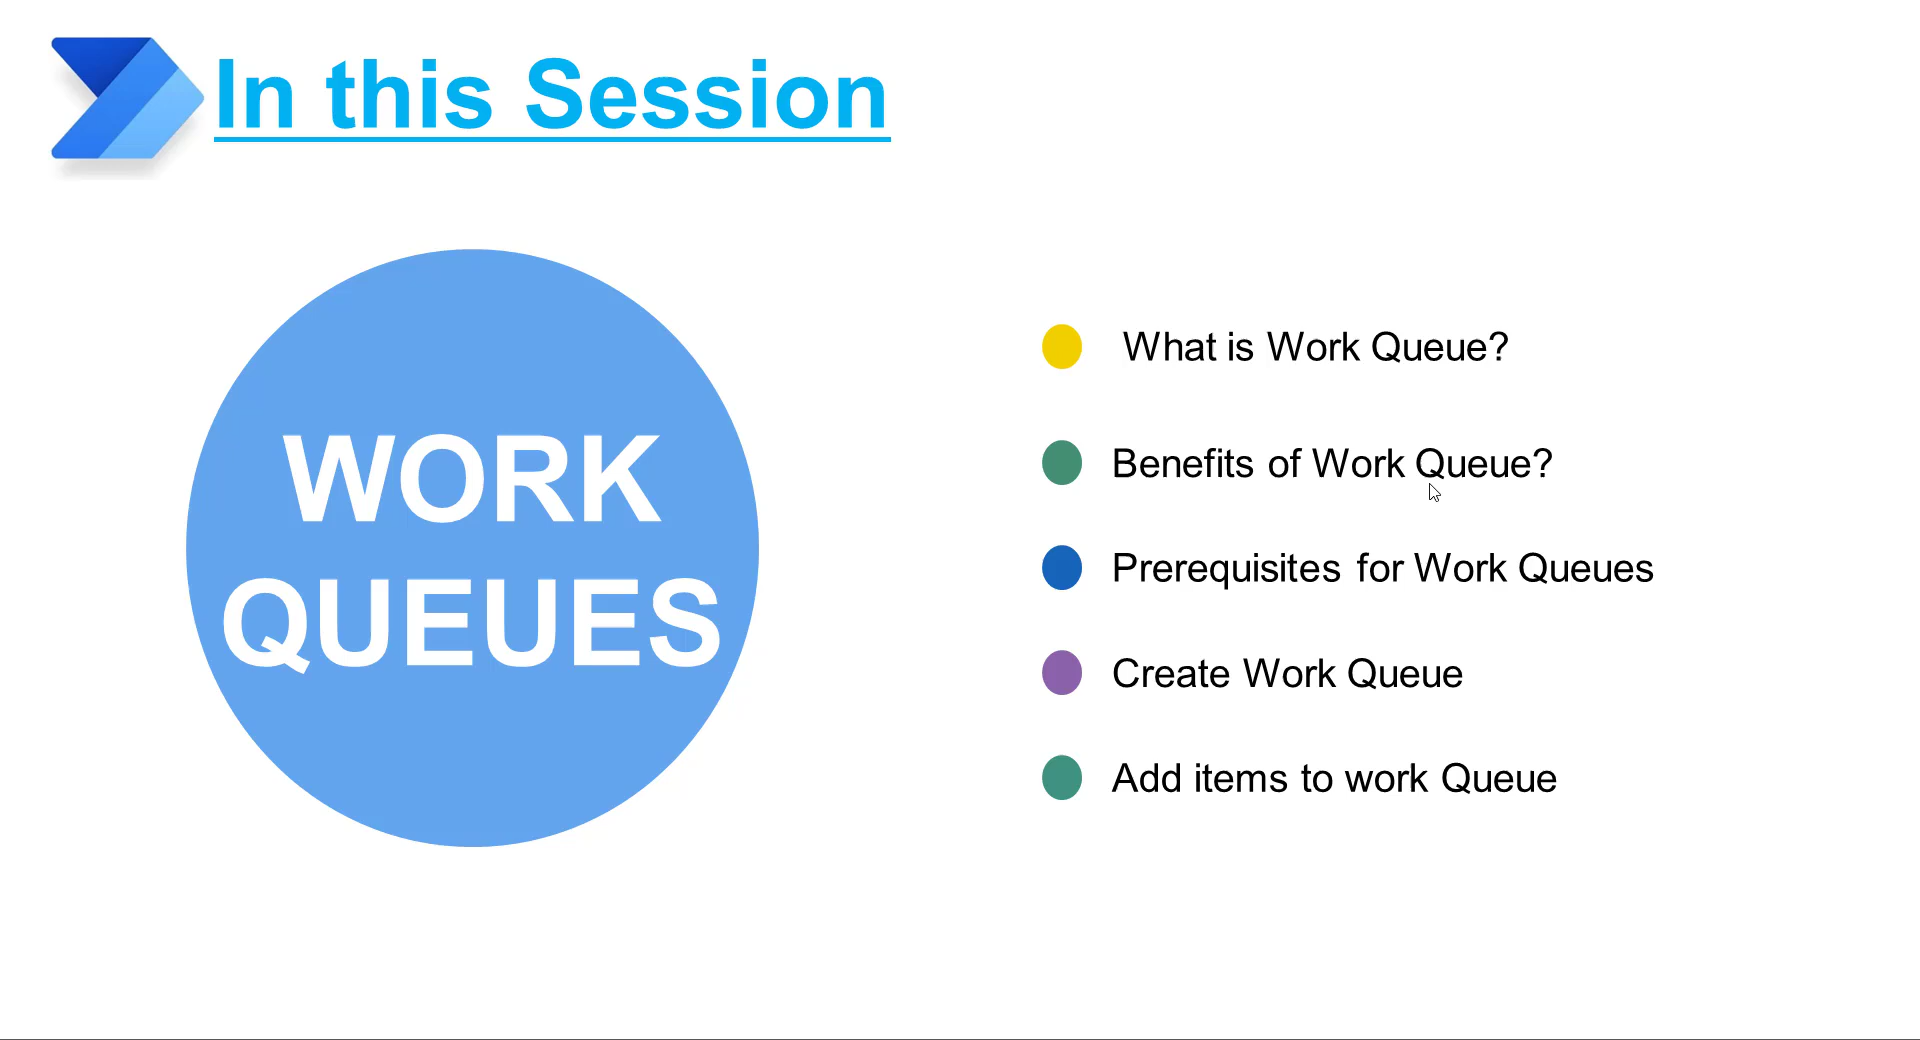 In this Session
WORK
QUEUES
What is Work Queue?
Benefits of Work Queue?
Prerequisites for Work Queues
Create Work Queue
Add items to work Queue